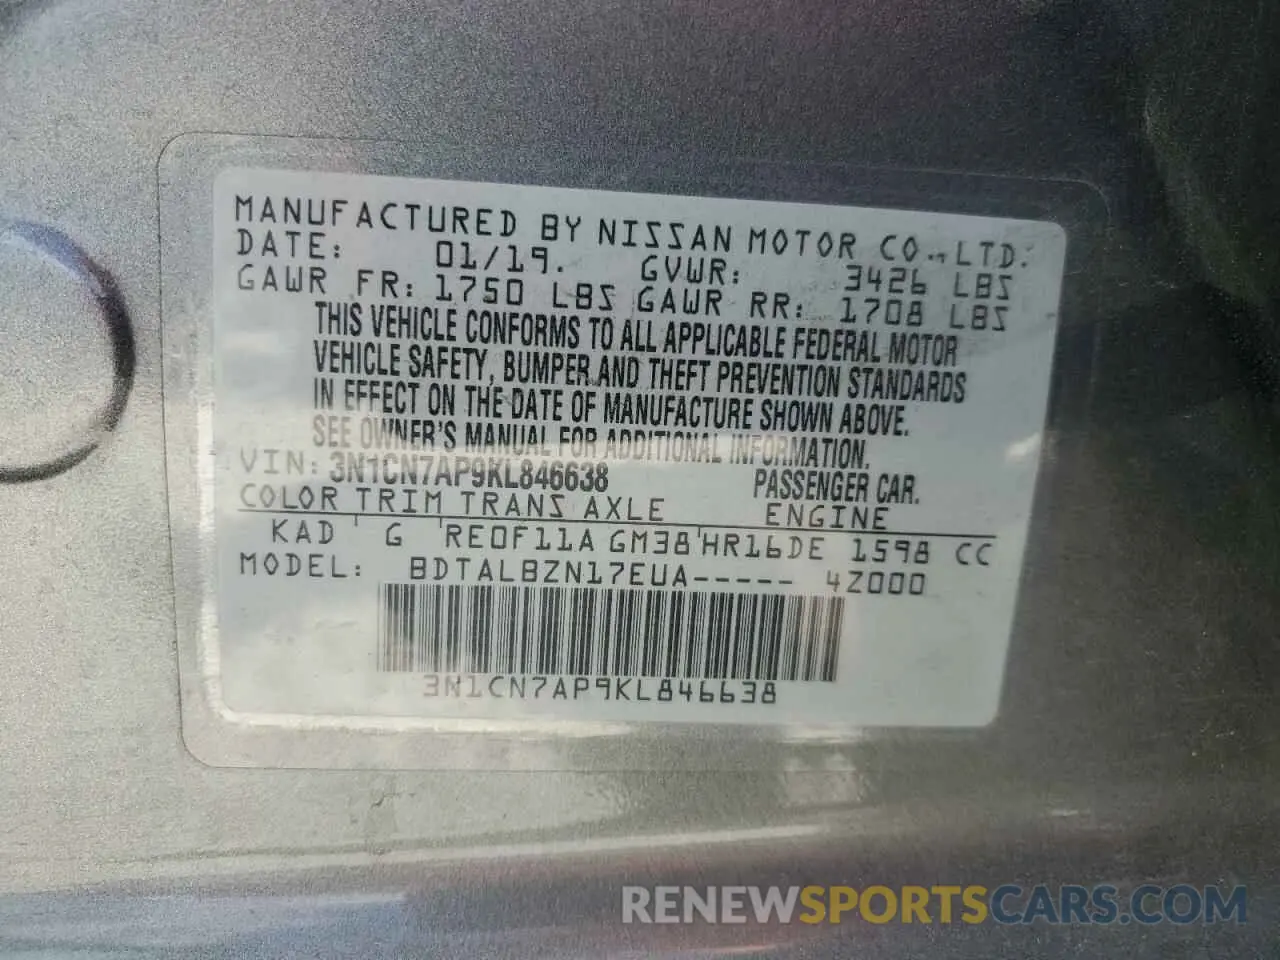 MANUFACTURED BY NISSAN MOTOR CO.,LTD.
DATE: 01/19. GVWR: 3426 LBS
GAWR FR: 1750 LBS GAWR RR: 1708 LBS
THIS VEHICLE CONFORMS TO ALL APPLICABLE FEDERAL MOTOR
VEHICLE SAFETY, BUMPER AND THEFT PREVENTION STANDARDS
IN EFFECT ON THE DATE OF MANUFACTURE SHOWN ABOVE.
SEE OWNER'S MANUAL FOR ADDITIONAL INFORMATION.
VIN: 3N1CN7AP9KL846638 PASSENGER CAR.
COLOR TRIM TRANS AXLE ENGINE
KAD G RE0F11A GM38 HR16DE 1598 CC
MODEL: BDTALBZN17EUA----- 4Z000
3N1CN7AP9KL846638
RENEWSPORTSCARS.COM